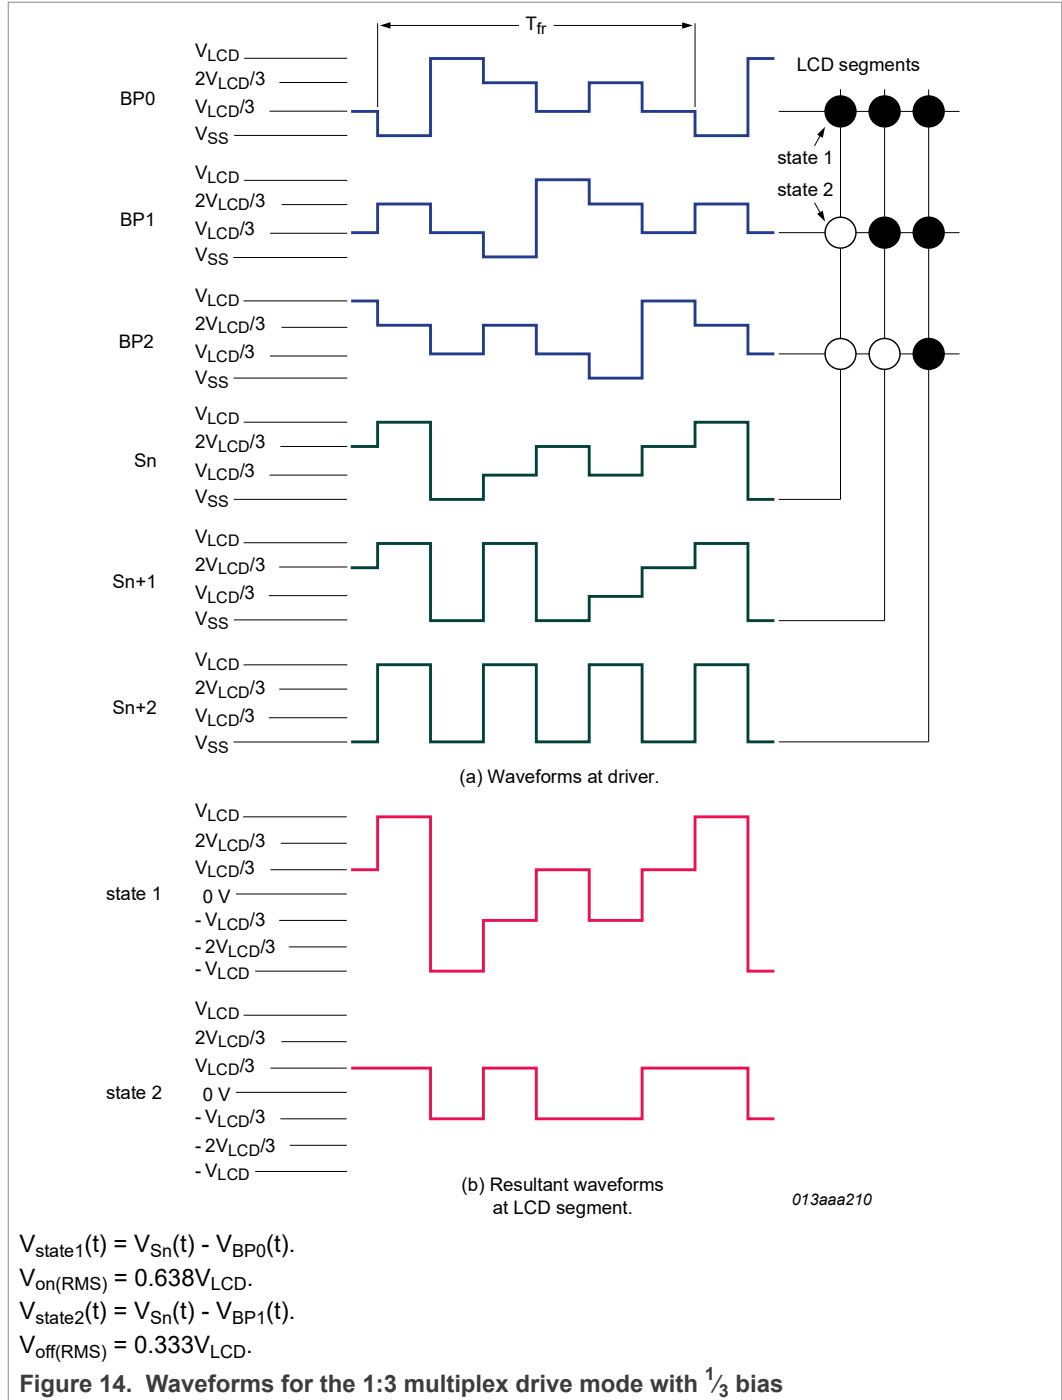 Tfr
VLCD
2VLCD/3
BP0
VLCD/3
VSS
LCD segments
state 1
VLCD
2VLCD/3
BP1
VLCD/3
VSS
state 2
VLCD
2VLCD/3
BP2
VLCD/3
VSS
VLCD
2VLCD/3
Sn
VLCD/3
VSS
VLCD
2VLCD/3
Sn+1
VLCD/3
VSS
VLCD
2VLCD/3
Sn+2
VLCD/3
VSS
(a) Waveforms at driver.
VLCD
2VLCD/3
VLCD/3
state 1
0 V
- VLCD/3
- 2VLCD/3
- VLCD
VLCD
2VLCD/3
VLCD/3
state 2
0 V
- VLCD/3
- 2VLCD/3
- VLCD
(b) Resultant waveforms
at LCD segment.
013aaa210
Vstate1(t) = VSn(t) - VBP0(t).
Von(RMS) = 0.638VLCD.
Vstate2(t) = VSn(t) - VBP1(t).
Voff(RMS) = 0.333VLCD.
Figure 14. Waveforms for the 1:3 multiplex drive mode with 1⁄3 bias